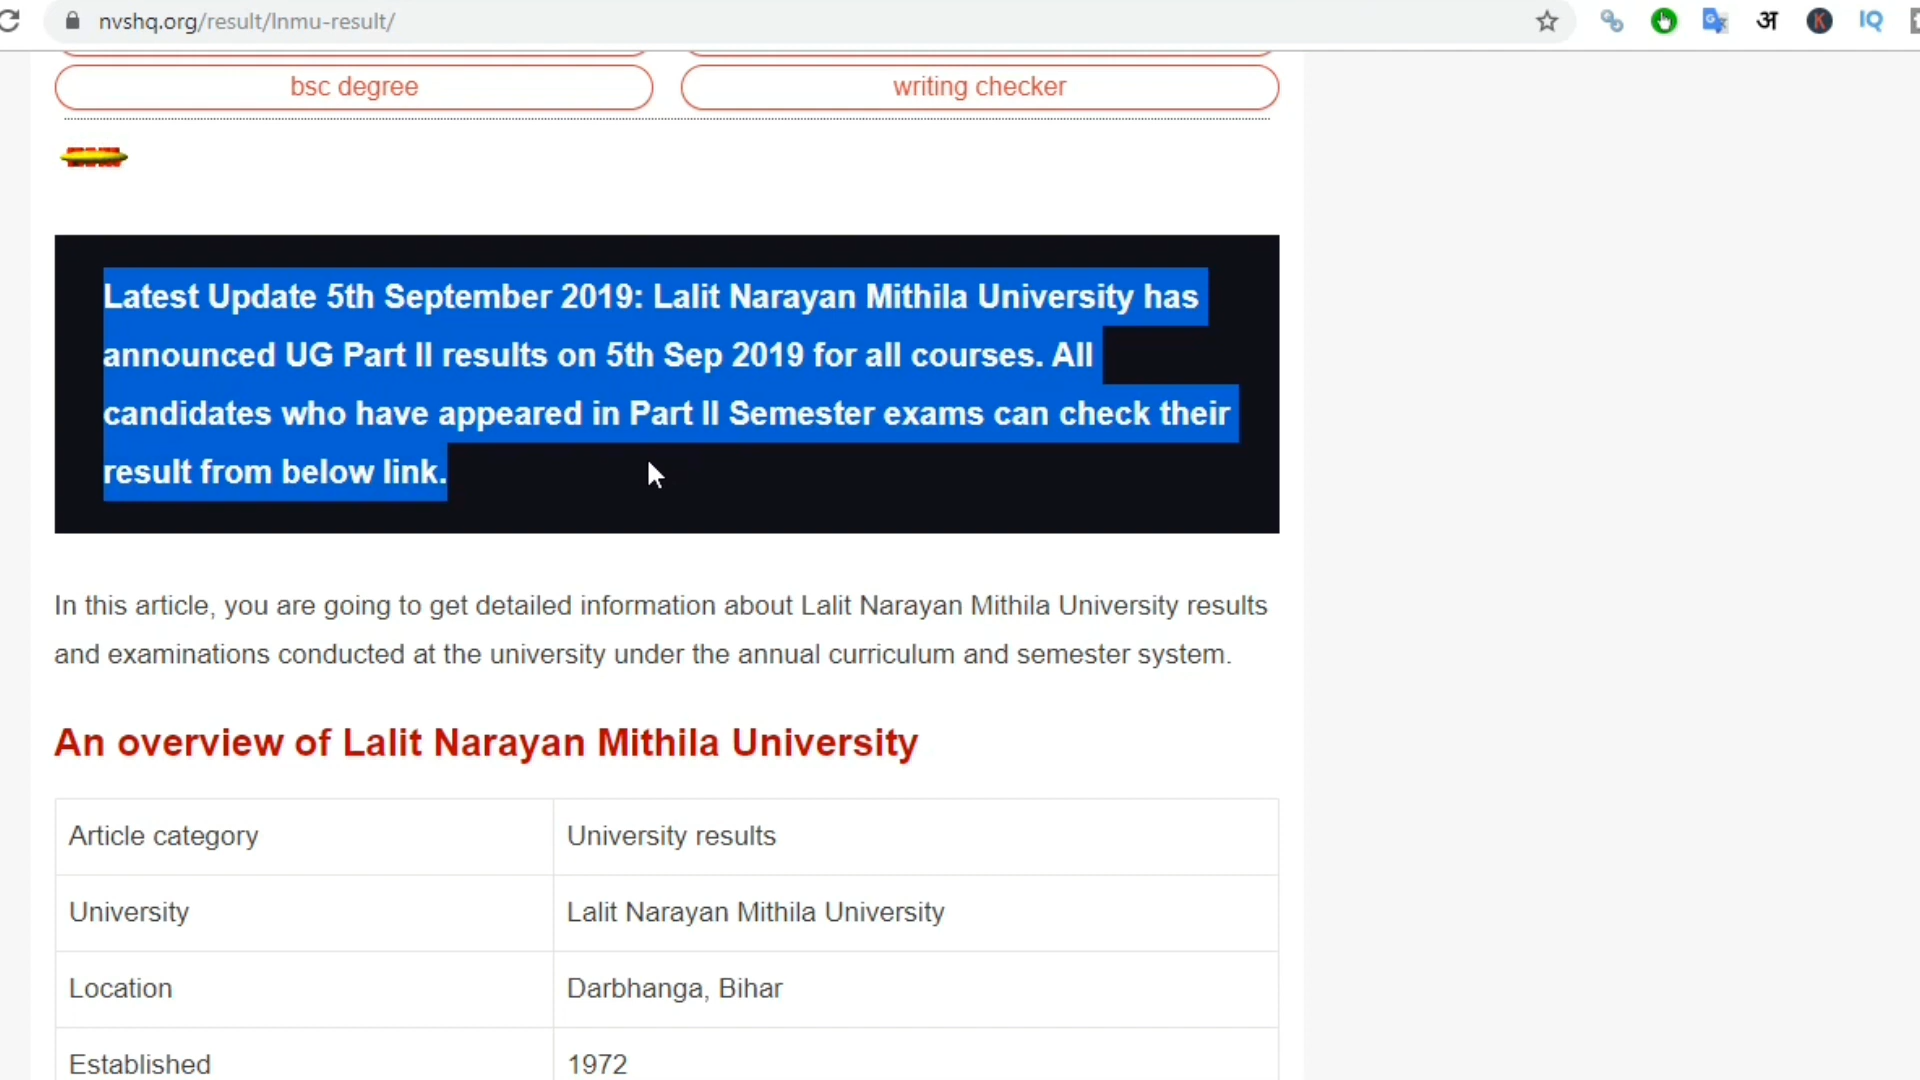 nvshq.org/result/lnmu-result/
अ
K
IQ
bsc degree
writing checker
Latest Update 5th September 2019: Lalit Narayan Mithila University has
announced UG Part II results on 5th Sep 2019 for all courses. All
candidates who have appeared in Part II Semester exams can check their
result from below link.
In this article, you are going to get detailed information about Lalit Narayan Mithila University results
and examinations conducted at the university under the annual curriculum and semester system.
An overview of Lalit Narayan Mithila University
Article category
University results
University
Lalit Narayan Mithila University
Location
Darbhanga, Bihar
Established
1972